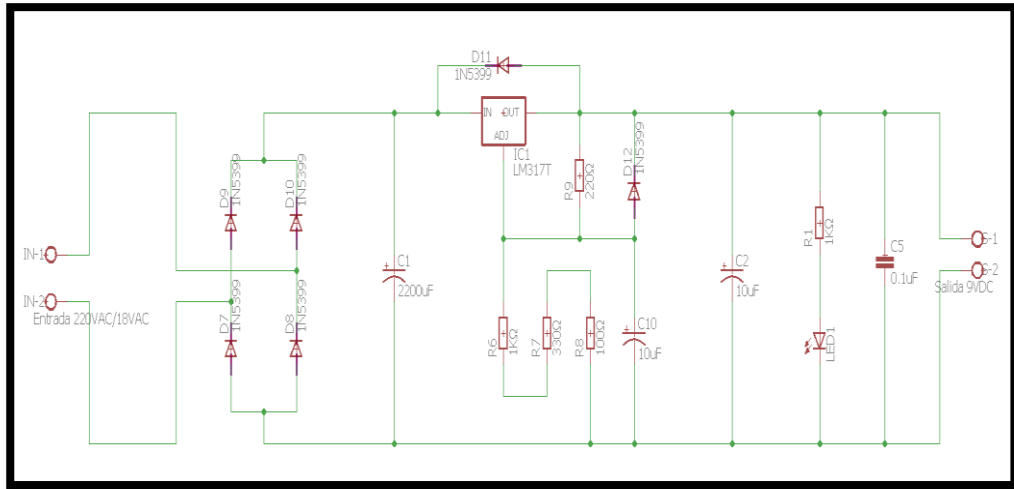 D11
1N5399
IN
+OUT
ADJ
IC1
LM317T
D9
1N5399
D10
1N5399
D12
1N5399
R9
220Ω
R1
1KΩ
IN-1
S-1
C1
2200uF
C2
10uF
C5
0.1uF
S-2
IN-2
Entrada 220VAC/18VAC
Salida 9VDC
D7
1N5399
D8
1N5399
R6
1KΩ
R7
330Ω
R8
100Ω
C10
10uF
LED1